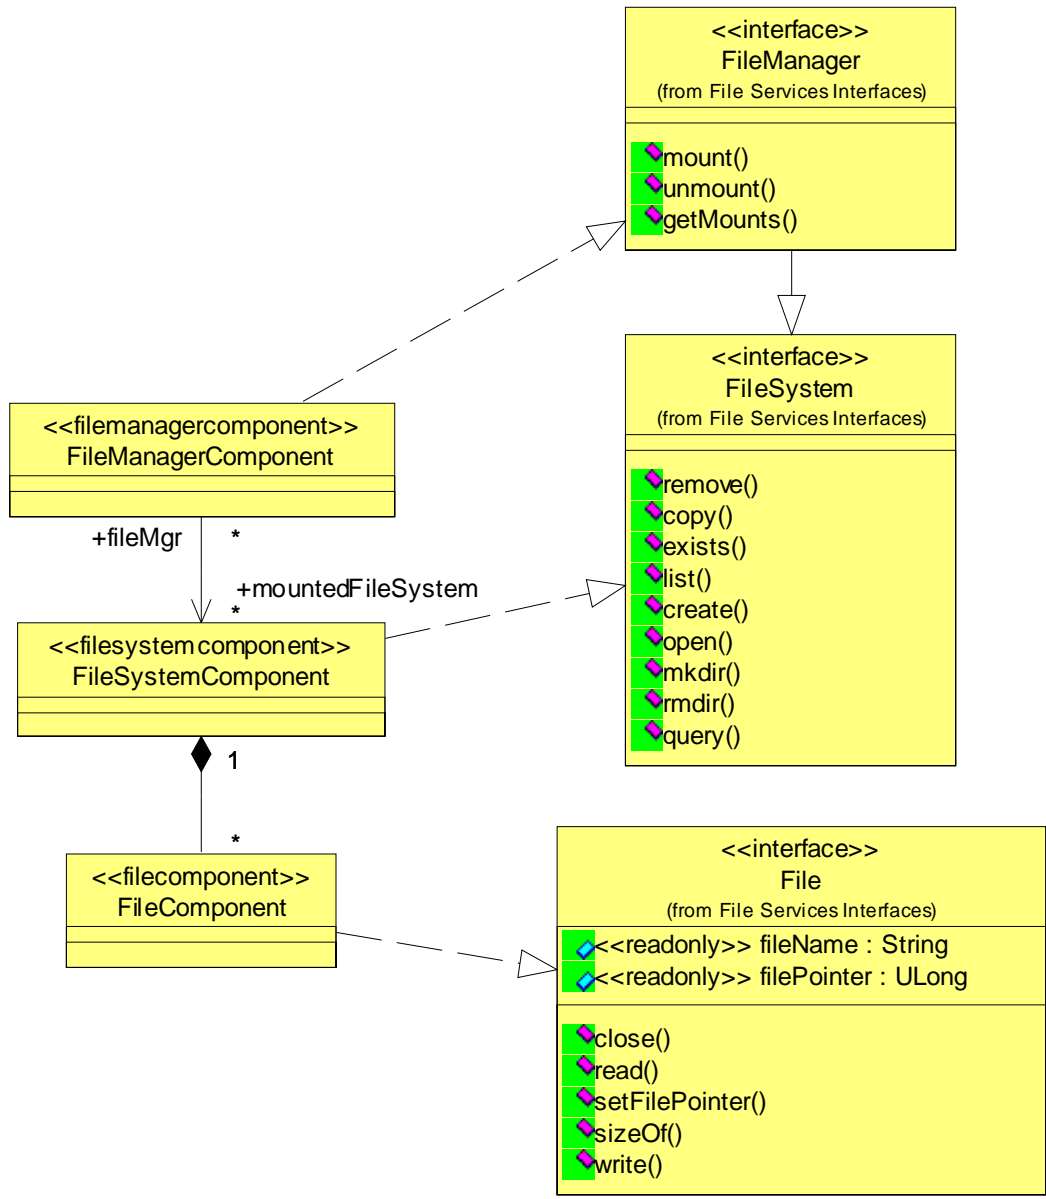 <<interface>>
FileManager
(from File Services Interfaces)
mount()
unmount()
getMounts()
<<interface>>
FileSystem
(from File Services Interfaces)
remove()
copy()
exists()
list()
create()
open()
mkdir()
rmdir()
query()
<<filemanagercomponent>>
FileManagerComponent
+fileMgr
*
+mountedFileSystem
*
<<filesystemcomponent>>
FileSystemComponent
1
*
<<filecomponent>>
FileComponent
<<interface>>
File
(from File Services Interfaces)
<<readonly>> fileName : String
<<readonly>> filePointer : ULong
close()
read()
setFilePointer()
sizeOf()
write()